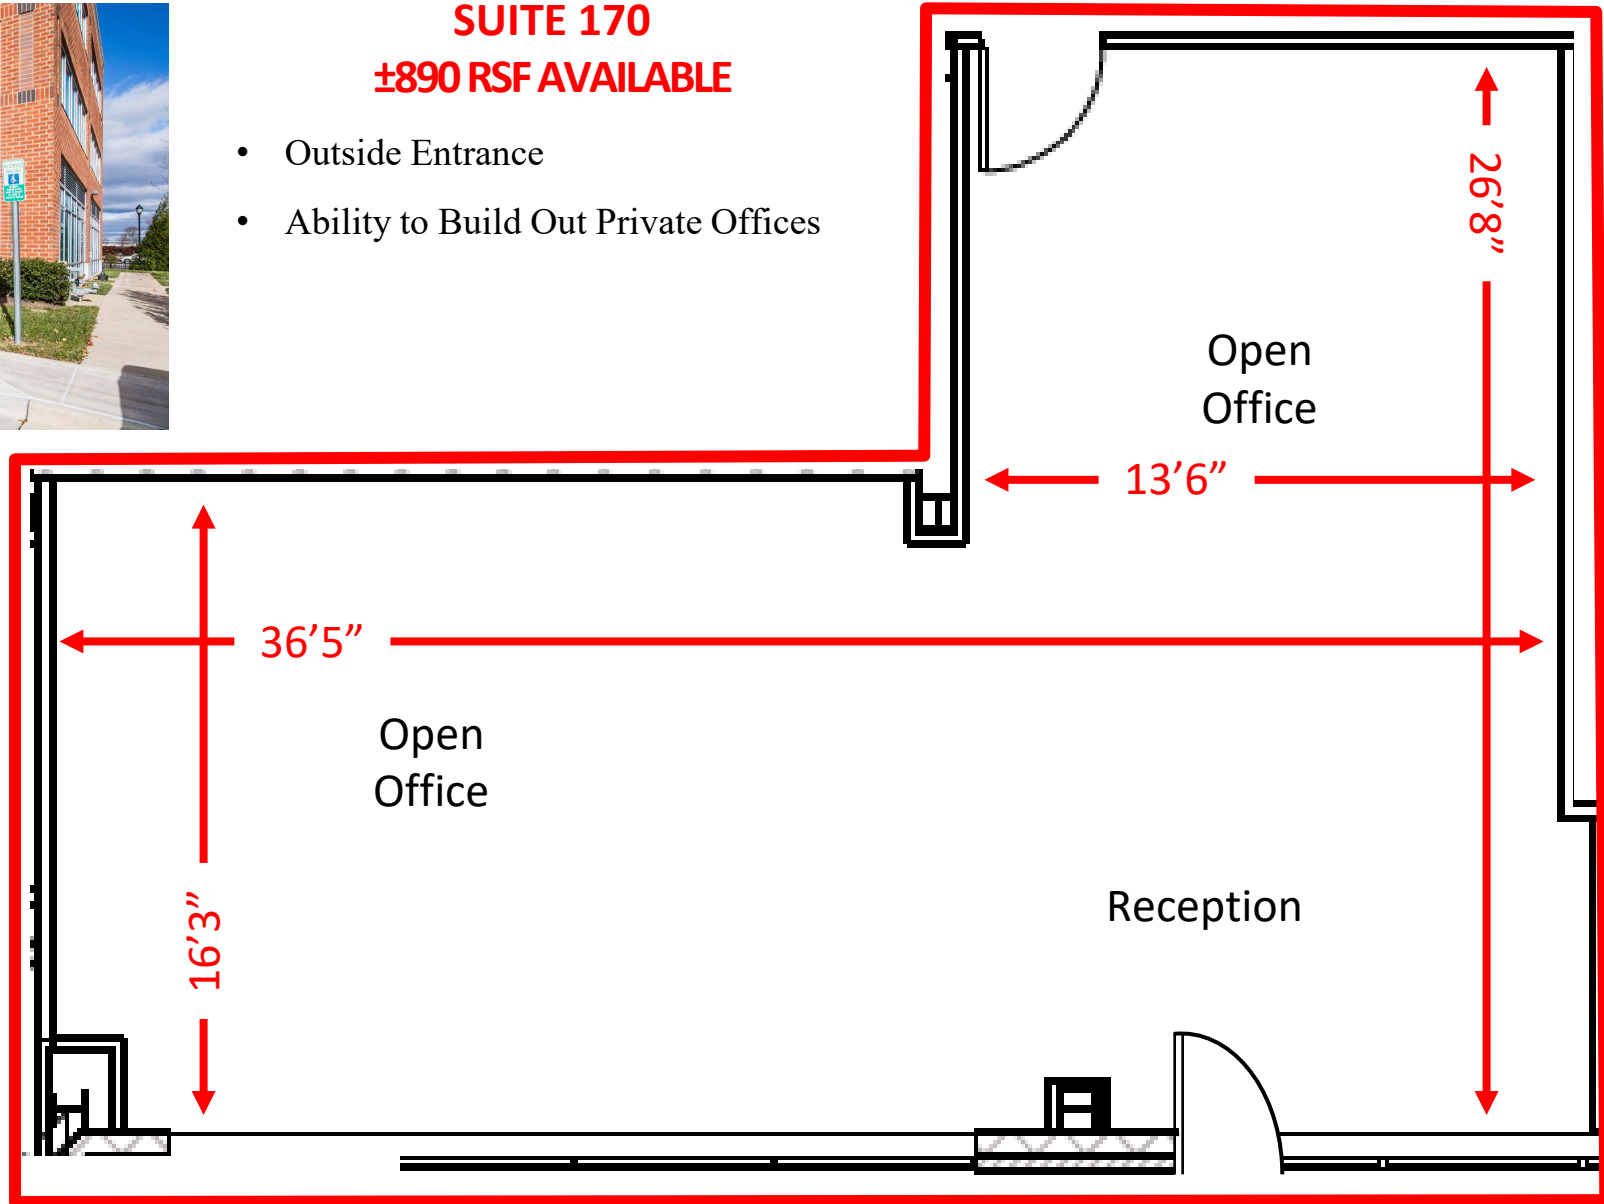 SUITE 170
±890 RSF AVAILABLE
• Outside Entrance
• Ability to Build Out Private Offices
26’8”
Open
Office
13’6”
36’5”
Open
Office
16’3”
Reception